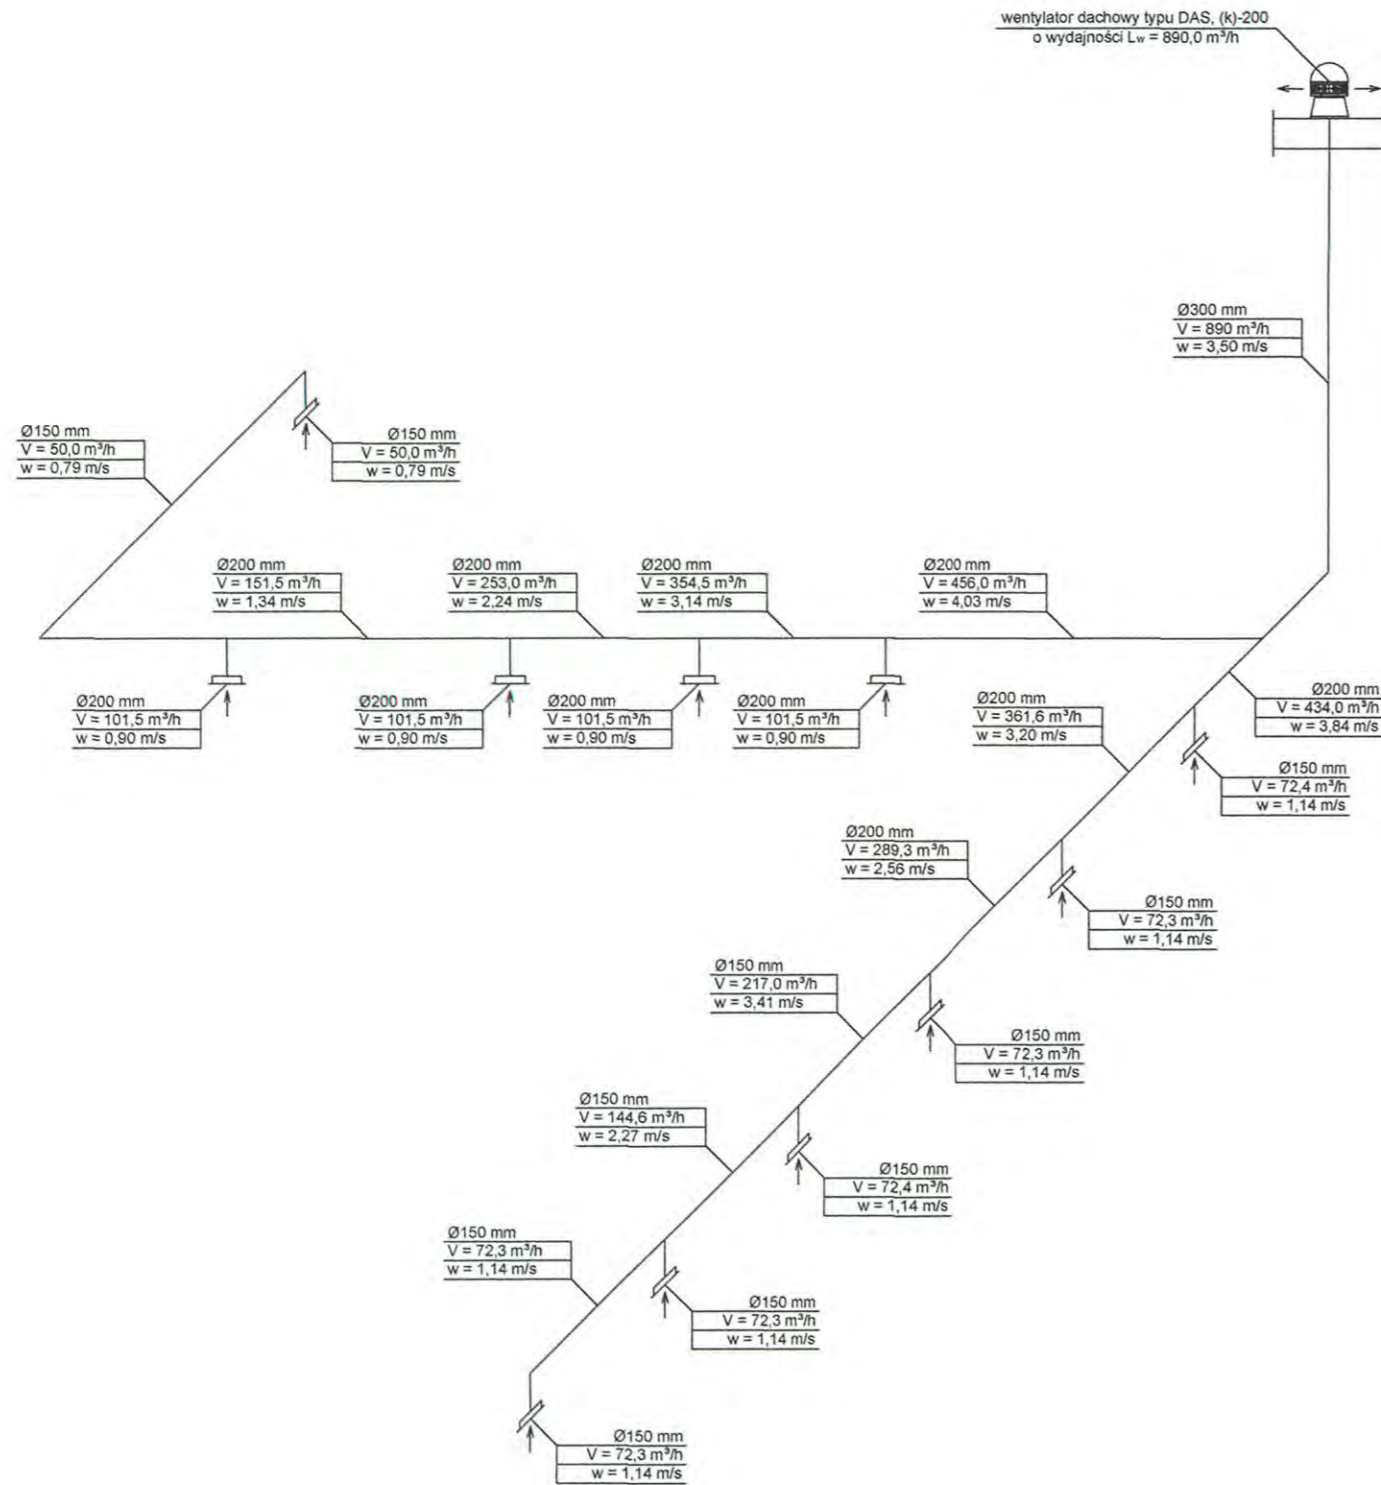 wentylator dachowy typu DAS, (k)-200
o wydajności Lw = 890,0 m³/h
Ø300 mm
V = 890 m³/h
w = 3,50 m/s
Ø150 mm
V = 50,0 m³/h
w = 0,79 m/s
Ø150 mm
V = 50,0 m³/h
w = 0,79 m/s
Ø200 mm
V = 151,5 m³/h
w = 1,34 m/s
Ø200 mm
V = 253,0 m³/h
w = 2,24 m/s
Ø200 mm
V = 354,5 m³/h
w = 3,14 m/s
Ø200 mm
V = 456,0 m³/h
w = 4,03 m/s
Ø200 mm
V = 101,5 m³/h
w = 0,90 m/s
Ø200 mm
V = 101,5 m³/h
w = 0,90 m/s
Ø200 mm
V = 101,5 m³/h
w = 0,90 m/s
Ø200 mm
V = 101,5 m³/h
w = 0,90 m/s
Ø200 mm
V = 361,6 m³/h
w = 3,20 m/s
Ø200 mm
V = 434,0 m³/h
w = 3,84 m/s
Ø150 mm
V = 72,4 m³/h
w = 1,14 m/s
Ø200 mm
V = 289,3 m³/h
w = 2,56 m/s
Ø150 mm
V = 72,3 m³/h
w = 1,14 m/s
Ø150 mm
V = 217,0 m³/h
w = 3,41 m/s
Ø150 mm
V = 72,3 m³/h
w = 1,14 m/s
Ø150 mm
V = 144,6 m³/h
w = 2,27 m/s
Ø150 mm
V = 72,4 m³/h
w = 1,14 m/s
Ø150 mm
V = 72,3 m³/h
w = 1,14 m/s
Ø150 mm
V = 72,3 m³/h
w = 1,14 m/s
Ø150 mm
V = 72,3 m³/h
w = 1,14 m/s